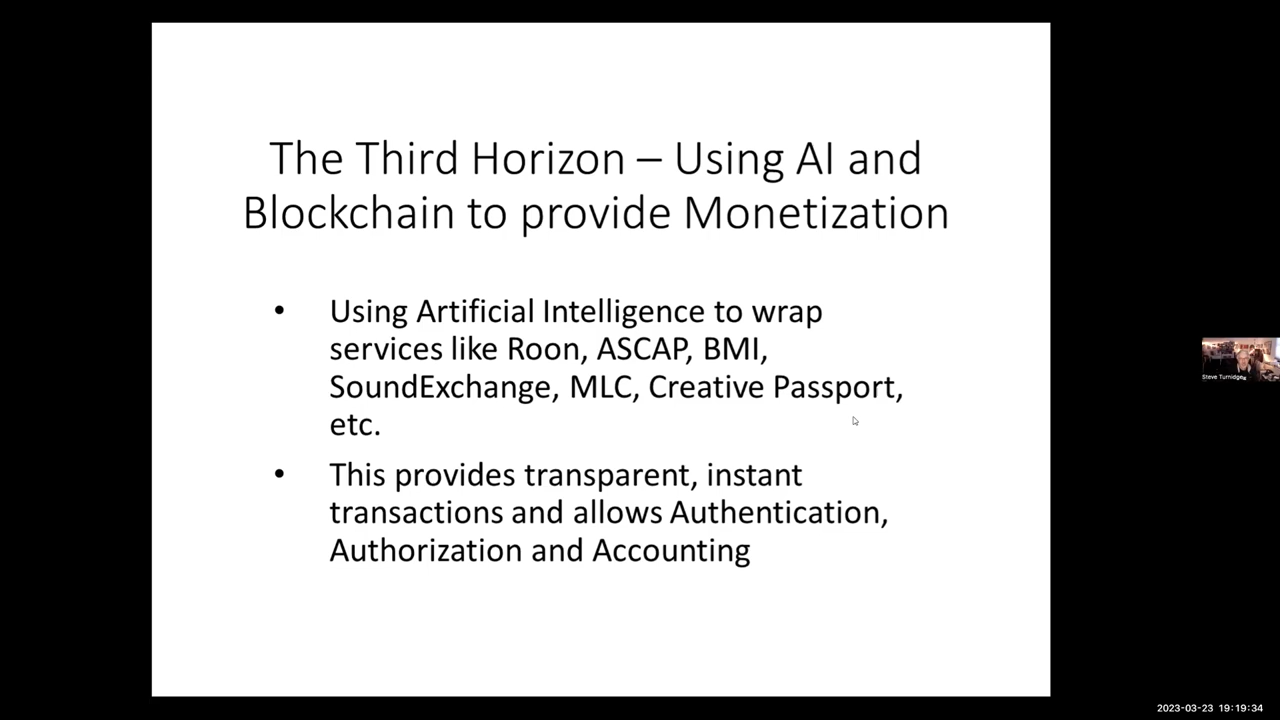 The Third Horizon – Using AI and
Blockchain to provide Monetization
• Using Artificial Intelligence to wrap
services like Roon, ASCAP, BMI,
SoundExchange, MLC, Creative Passport,
etc.
• This provides transparent, instant
transactions and allows Authentication,
Authorization and Accounting
Steve Turnidge
2023-03-23 19:19:34